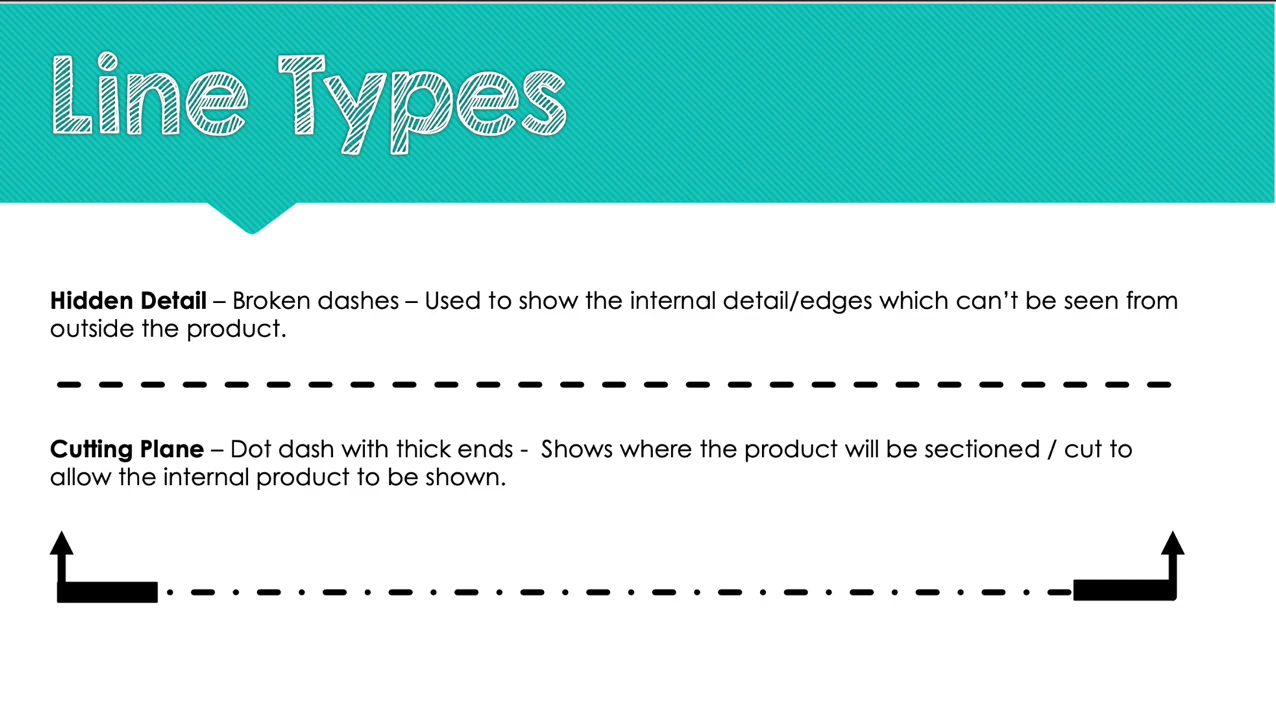 Line Types
Hidden Detail – Broken dashes – Used to show the internal detail/edges which can’t be seen from
outside the product.
Cutting Plane – Dot dash with thick ends -  Shows where the product will be sectioned / cut to
allow the internal product to be shown.